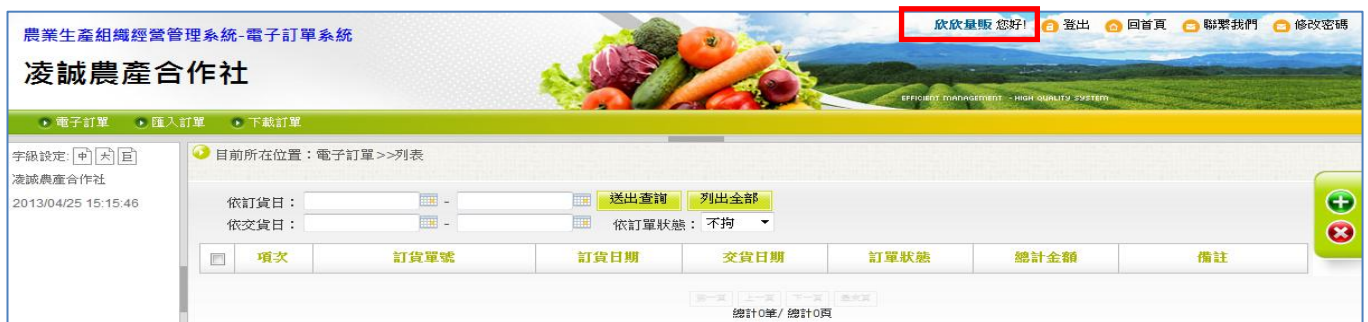 農業生產組織經營管理系統-電子訂單系統
欣欣量販 您好! 登出 回首頁 聯繫我們 修改密碼
凌誠農產合作社
EFFICIENT MANAGEMENT - HIGH QUALITY SYSTEM
電子訂單 匯入訂單 下載訂單
字級設定: 中 大 巨
目前所在位置：電子訂單>>列表
凌誠農產合作社
2013/04/25 15:15:46
依訂貨日： - 送出查詢 列出全部
依交貨日： - 依訂單狀態：不拘
項次 訂貨單號 訂貨日期 交貨日期 訂單狀態 總計金額 備註
第一頁 上一頁 下一頁 最末頁
總計0筆/ 總計0頁